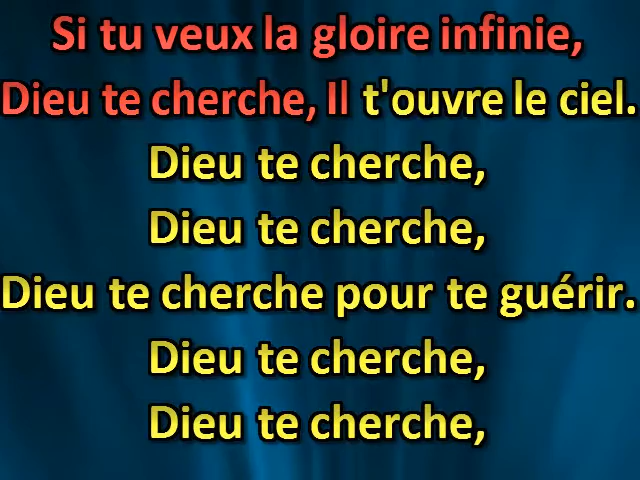 Si tu veux la gloire infinie,
Dieu te cherche, Il t'ouvre le ciel.
Dieu te cherche,
Dieu te cherche,
Dieu te cherche pour te guérir.
Dieu te cherche,
Dieu te cherche,